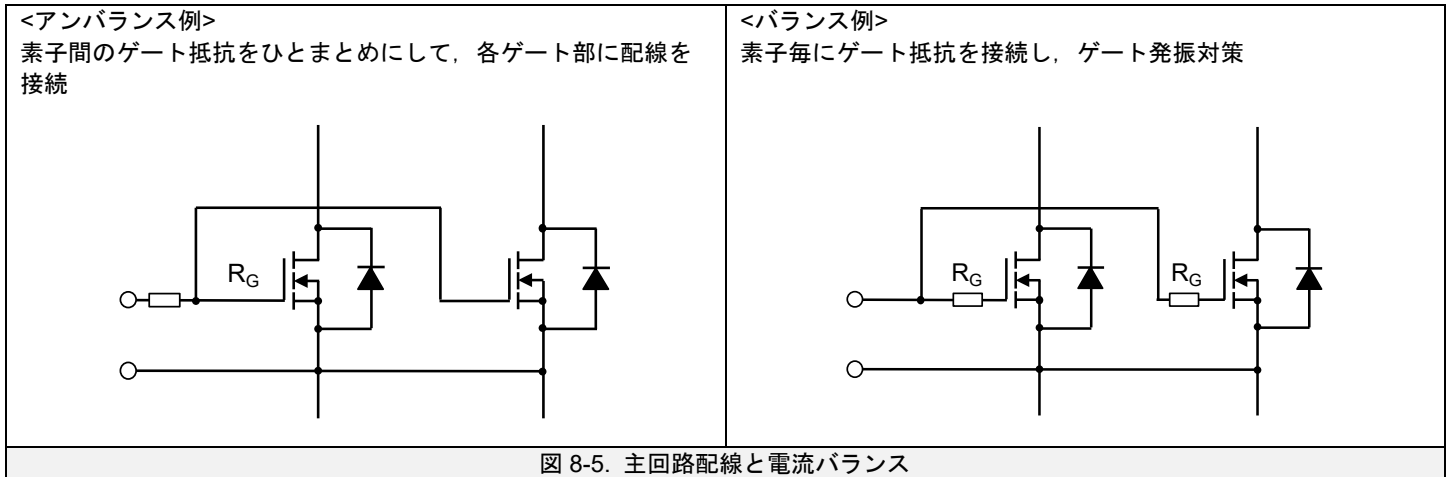 <アンバランス例>
素子間のゲート抵抗をひとまとめにして，各ゲート部に配線を
接続
RG
<バランス例>
素子毎にゲート抵抗を接続し，ゲート発振対策
RG
RG
図 8-5. 主回路配線と電流バランス